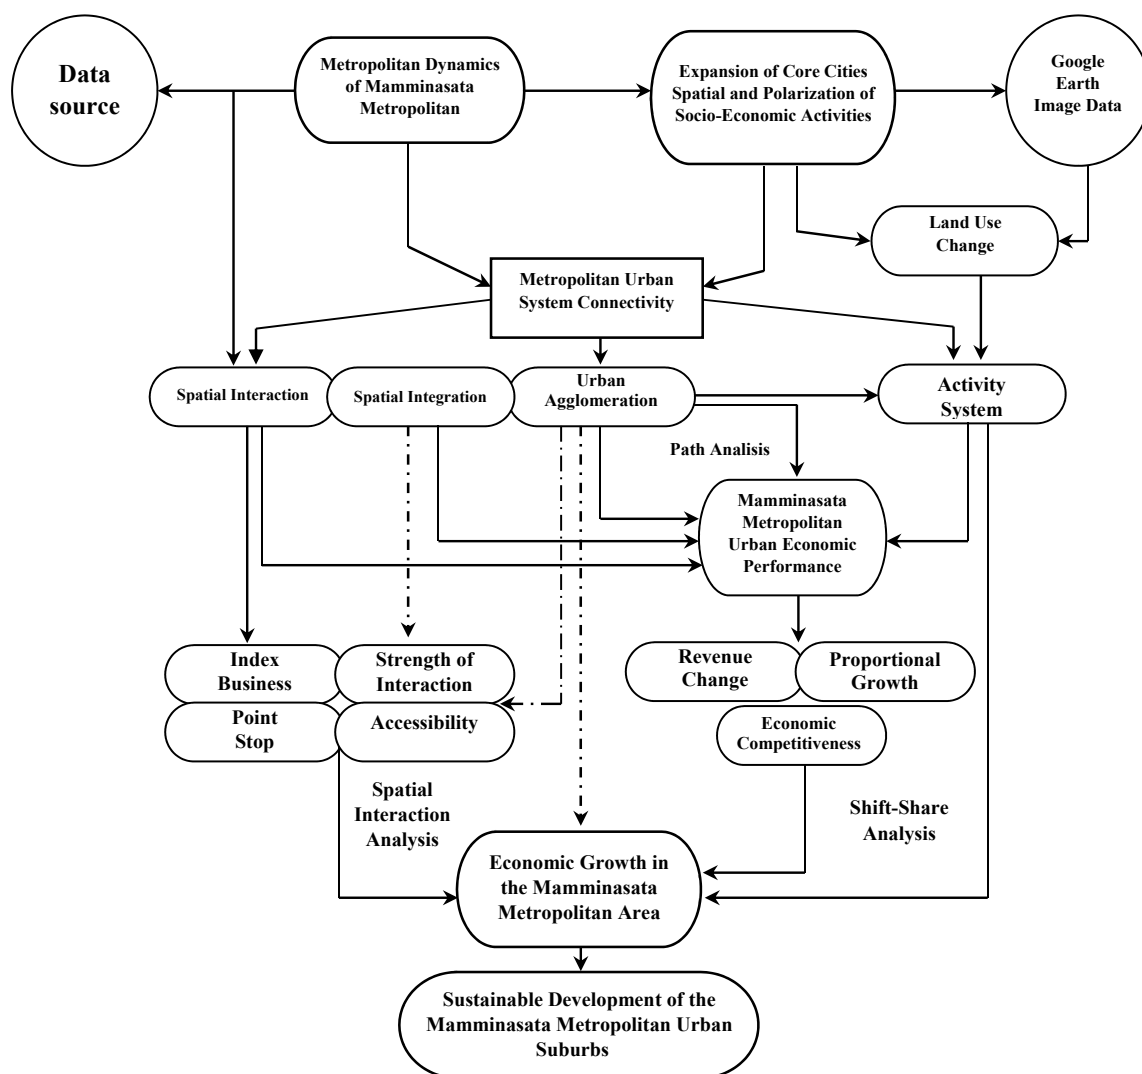 Data
source
Metropolitan Dynamics
of Mamminasata
Metropolitan
Expansion of Core Cities
Spatial and Polarization of
Socio-Economic Activities
Google
Earth
Image Data
Land Use
Change
Metropolitan Urban
System Connectivity
Spatial Interaction
Spatial Integration
Urban
Agglomeration
Activity
System
Path Analisis
Mamminasata
Metropolitan
Urban Economic
Performance
Index
Business
Strength of
Interaction
Revenue
Change
Proportional
Growth
Point
Stop
Accessibility
Economic
Competitiveness
Spatial
Interaction
Analysis
Shift-Share
Analysis
Economic Growth in
the Mamminasata
Metropolitan Area
Sustainable Development of the
Mamminasata Metropolitan Urban
Suburbs